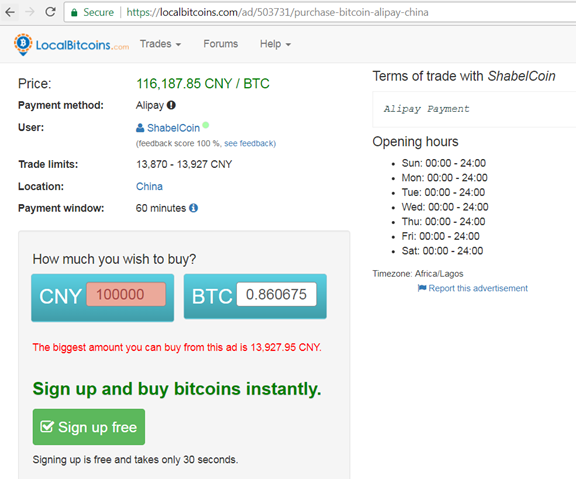 Secure https://localbitcoins.com/ad/503731/purchase-bitcoin-alipay-china
LocalBitcoins.com Trades Forums Help
Price: 116,187.85 CNY / BTC
Payment method: Alipay
User: ShabelCoin
(feedback score 100 %, see feedback)
Trade limits: 13,870 - 13,927 CNY
Location: China
Payment window: 60 minutes
How much you wish to buy?
CNY 100000 BTC 0.860675
The biggest amount you can buy from this ad is 13,927.95 CNY.
Sign up and buy bitcoins instantly.
Sign up free
Signing up is free and takes only 30 seconds.
Terms of trade with ShabelCoin
Alipay Payment
Opening hours
Sun: 00:00 - 24:00
Mon: 00:00 - 24:00
Tue: 00:00 - 24:00
Wed: 00:00 - 24:00
Thu: 00:00 - 24:00
Fri: 00:00 - 24:00
Sat: 00:00 - 24:00
Timezone: Africa/Lagos
Report this advertisement